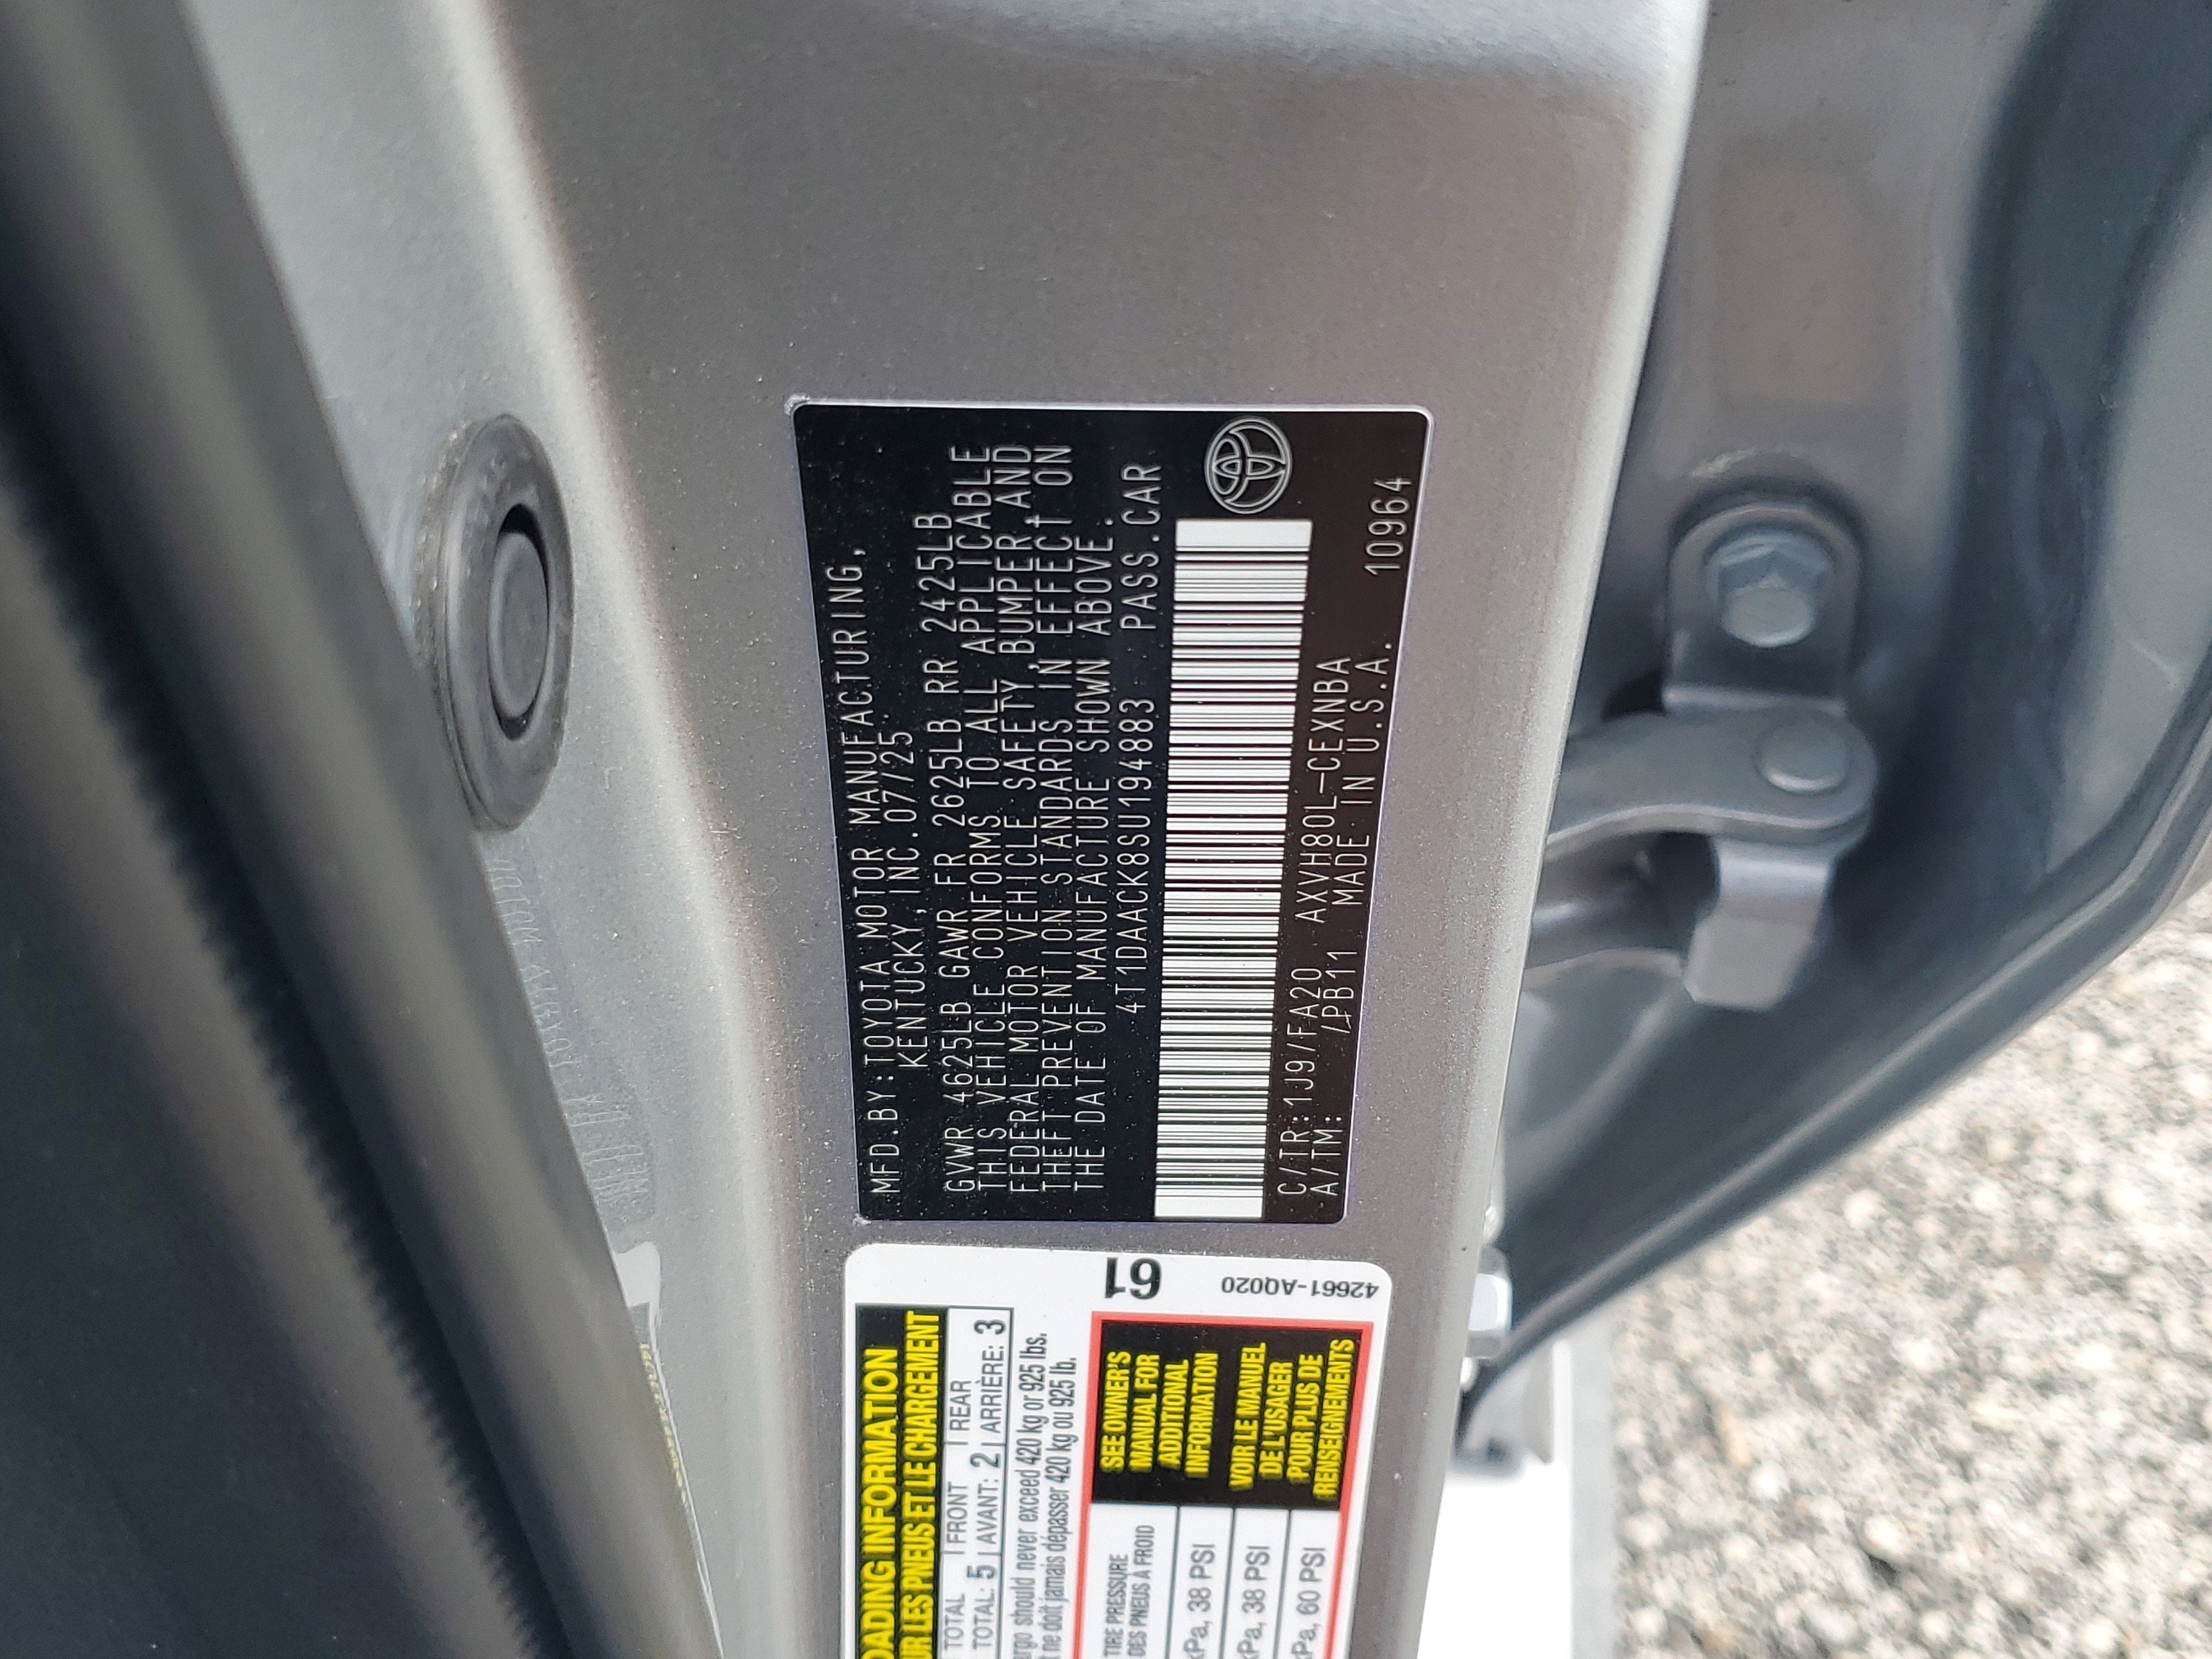 MFD.BY:TOYOTA MOTOR MANUFACTURING,
KENTUCKY,INC.07/25
GVWR 4625LB GAWR FR 2625LB RR 2425LB
THIS VEHICLE CONFORMS TO ALL APPLICABLE
FEDERAL MOTOR VEHICLE SAFETY,BUMPER,AND
THEFT PREVENTION STANDARDS IN EFFECT ON
THE DATE OF MANUFACTURE SHOWN ABOVE.
4T1DAACK8SU194883 PASS.CAR
C/TR:1J9/FA20 AXVH80L-CEXNBA
A/TM: /PB11 MADE IN U.S.A. 10964
61
42661-AQ020
LOADING INFORMATION
SUR LES PNEUS ET LE CHARGEMENT
TOTAL FRONT REAR
TOTAL: 5 AVANT: 2 ARRIÈRE: 3
cargo should never exceed 420 kg or 925 lbs.
ne doit jamais dépasser 420 kg ou 925 lb.
TIRE PRESSURE
DES PNEUS À FROID
kPa, 38 PSI
kPa, 38 PSI
kPa, 60 PSI
SEE OWNER'S
MANUAL FOR
ADDITIONAL
INFORMATION
VOIR LE MANUEL
DE L'USAGER
POUR PLUS DE
RENSEIGNEMENTS